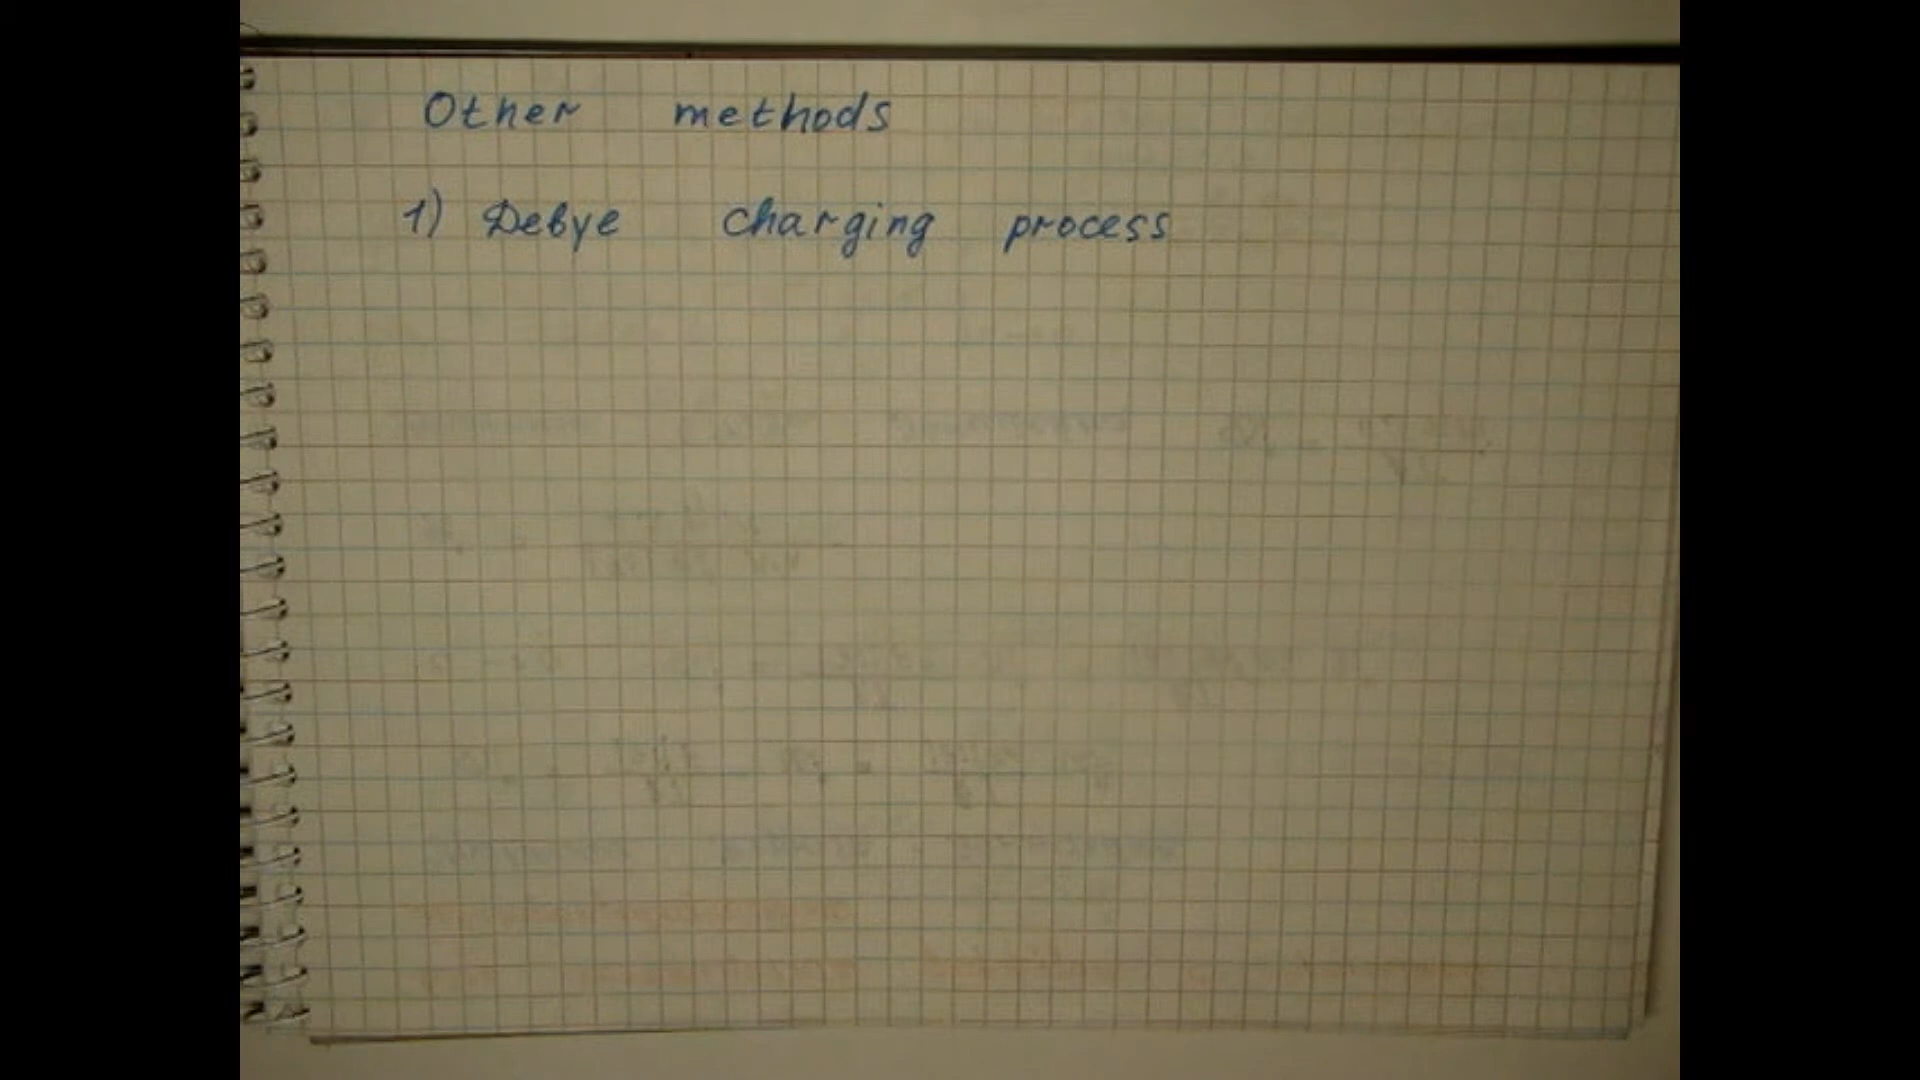 Other methods
1) Debye charging process